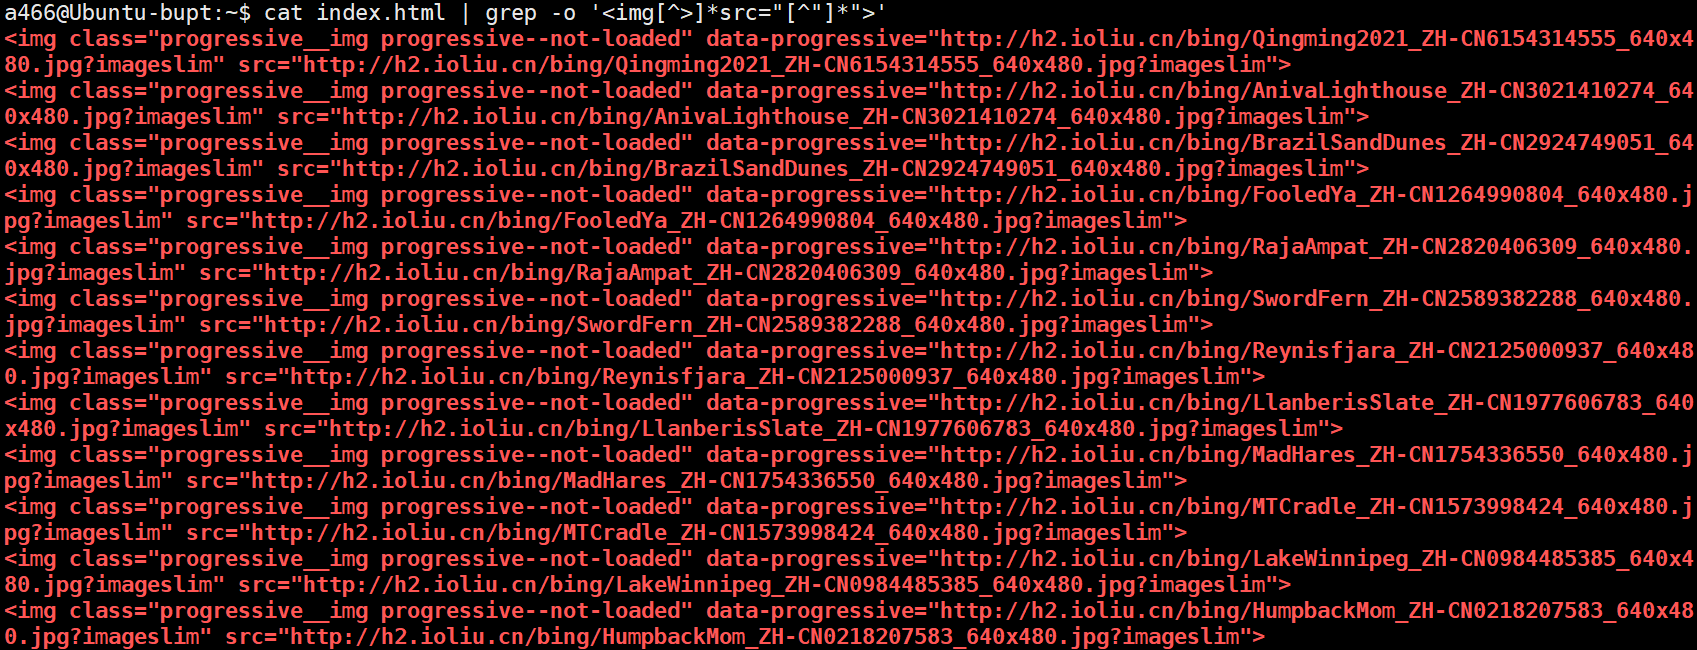 a466@Ubuntu-bupt:~$ cat index.html | grep -o '<img[^>]*src="[^"]*">'
<img class="progressive__img progressive--not-loaded" data-progressive="http://h2.ioliu.cn/bing/Qingming2021_ZH-CN6154314555_640x4
80.jpg?imageslim" src="http://h2.ioliu.cn/bing/Qingming2021_ZH-CN6154314555_640x480.jpg?imageslim">
<img class="progressive__img progressive--not-loaded" data-progressive="http://h2.ioliu.cn/bing/AnivaLighthouse_ZH-CN3021410274_64
0x480.jpg?imageslim" src="http://h2.ioliu.cn/bing/AnivaLighthouse_ZH-CN3021410274_640x480.jpg?imageslim">
<img class="progressive__img progressive--not-loaded" data-progressive="http://h2.ioliu.cn/bing/BrazilSandDunes_ZH-CN2924749051_64
0x480.jpg?imageslim" src="http://h2.ioliu.cn/bing/BrazilSandDunes_ZH-CN2924749051_640x480.jpg?imageslim">
<img class="progressive__img progressive--not-loaded" data-progressive="http://h2.ioliu.cn/bing/FooledYa_ZH-CN1264990804_640x480.j
pg?imageslim" src="http://h2.ioliu.cn/bing/FooledYa_ZH-CN1264990804_640x480.jpg?imageslim">
<img class="progressive__img progressive--not-loaded" data-progressive="http://h2.ioliu.cn/bing/RajaAmpat_ZH-CN2820406309_640x480.
jpg?imageslim" src="http://h2.ioliu.cn/bing/RajaAmpat_ZH-CN2820406309_640x480.jpg?imageslim">
<img class="progressive__img progressive--not-loaded" data-progressive="http://h2.ioliu.cn/bing/SwordFern_ZH-CN2589382288_640x480.
jpg?imageslim" src="http://h2.ioliu.cn/bing/SwordFern_ZH-CN2589382288_640x480.jpg?imageslim">
<img class="progressive__img progressive--not-loaded" data-progressive="http://h2.ioliu.cn/bing/Reynisfjara_ZH-CN2125000937_640x48
0.jpg?imageslim" src="http://h2.ioliu.cn/bing/Reynisfjara_ZH-CN2125000937_640x480.jpg?imageslim">
<img class="progressive__img progressive--not-loaded" data-progressive="http://h2.ioliu.cn/bing/LlanberisSlate_ZH-CN1977606783_640
x480.jpg?imageslim" src="http://h2.ioliu.cn/bing/LlanberisSlate_ZH-CN1977606783_640x480.jpg?imageslim">
<img class="progressive__img progressive--not-loaded" data-progressive="http://h2.ioliu.cn/bing/MadHares_ZH-CN1754336550_640x480.j
pg?imageslim" src="http://h2.ioliu.cn/bing/MadHares_ZH-CN1754336550_640x480.jpg?imageslim">
<img class="progressive__img progressive--not-loaded" data-progressive="http://h2.ioliu.cn/bing/MTCradle_ZH-CN1573998424_640x480.j
pg?imageslim" src="http://h2.ioliu.cn/bing/MTCradle_ZH-CN1573998424_640x480.jpg?imageslim">
<img class="progressive__img progressive--not-loaded" data-progressive="http://h2.ioliu.cn/bing/LakeWinnipeg_ZH-CN0984485385_640x4
80.jpg?imageslim" src="http://h2.ioliu.cn/bing/LakeWinnipeg_ZH-CN0984485385_640x480.jpg?imageslim">
<img class="progressive__img progressive--not-loaded" data-progressive="http://h2.ioliu.cn/bing/HumpbackMom_ZH-CN0218207583_640x48
0.jpg?imageslim" src="http://h2.ioliu.cn/bing/HumpbackMom_ZH-CN0218207583_640x480.jpg?imageslim">